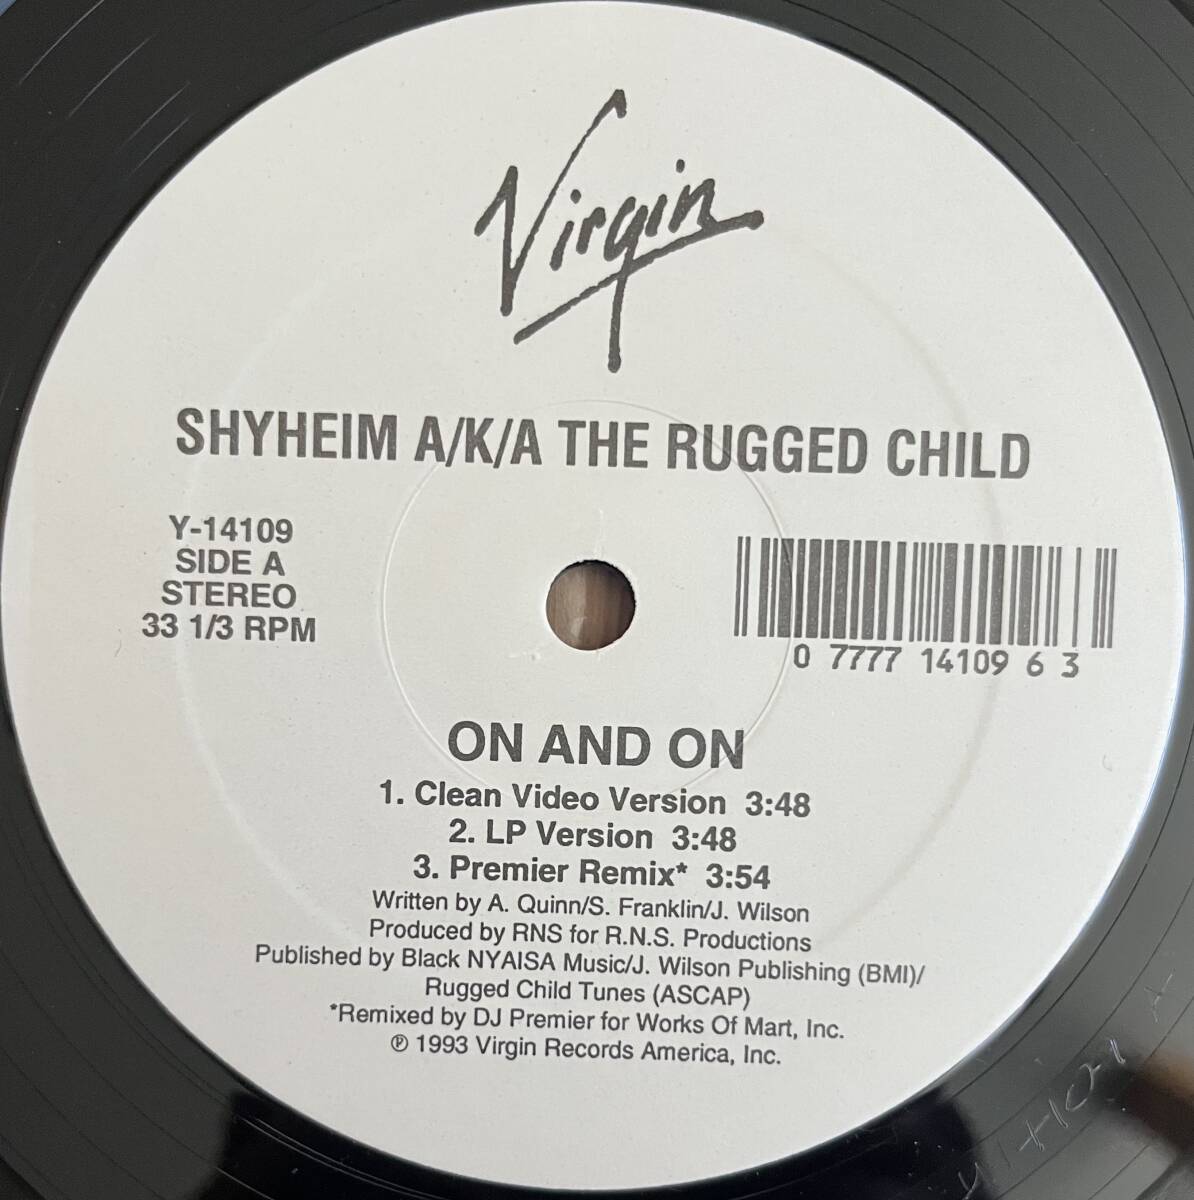 Virgin
SHYHEIM A/K/A THE RUGGED CHILD
Y-14109
SIDE A
STEREO
33 1/3 RPM
0 7777 14109 6 3
ON AND ON
1. Clean Video Version 3:48
2. LP Version 3:48
3. Premier Remix* 3:54
Written by A. Quinn/S. Franklin/J. Wilson
Produced by RNS for R.N.S. Productions
Published by Black NYAISA Music/J. Wilson Publishing (BMI)/
Rugged Child Tunes (ASCAP)
*Remixed by DJ Premier for Works Of Mart, Inc.
℗ 1993 Virgin Records America, Inc.